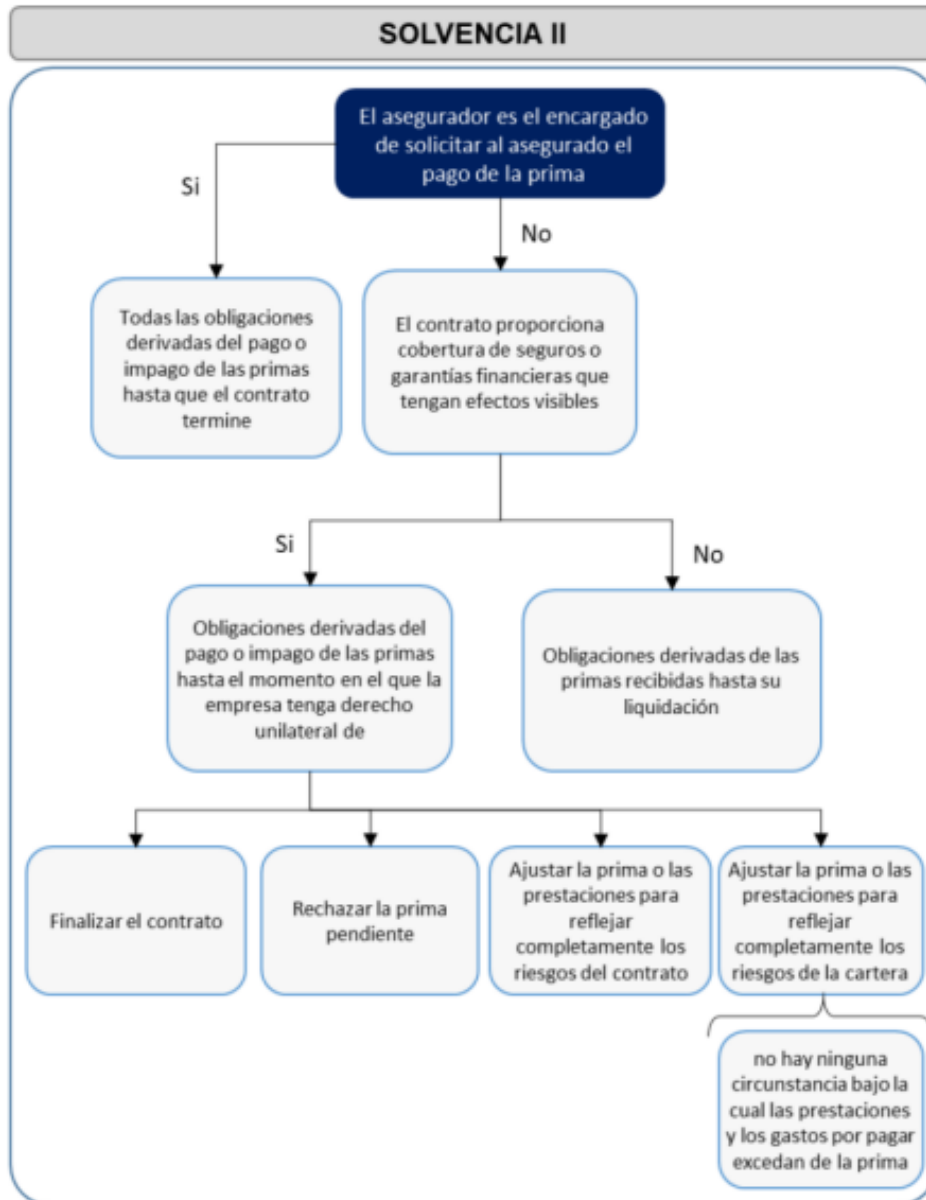 SOLVENCIA II
El asegurador es el encargado
de solicitar al asegurado el
pago de la prima
Si
No
Todas las obligaciones
derivadas del pago o
impago de las primas
hasta que el contrato
termine
El contrato proporciona
cobertura de seguros o
garantías financieras que
tengan efectos visibles
Si
No
Obligaciones derivadas del
pago o impago de las primas
hasta el momento en el que la
empresa tenga derecho
unilateral de
Obligaciones derivadas de las
primas recibidas hasta su
liquidación
Finalizar el contrato
Rechazar la prima
pendiente
Ajustar la prima o las
prestaciones para
reflejar
completamente los
riesgos del contrato
Ajustar la prima o las
prestaciones para
reflejar
completamente los
riesgos de la cartera
no hay ninguna
circunstancia bajo la
cual las prestaciones
y los gastos por pagar
excedan de la prima